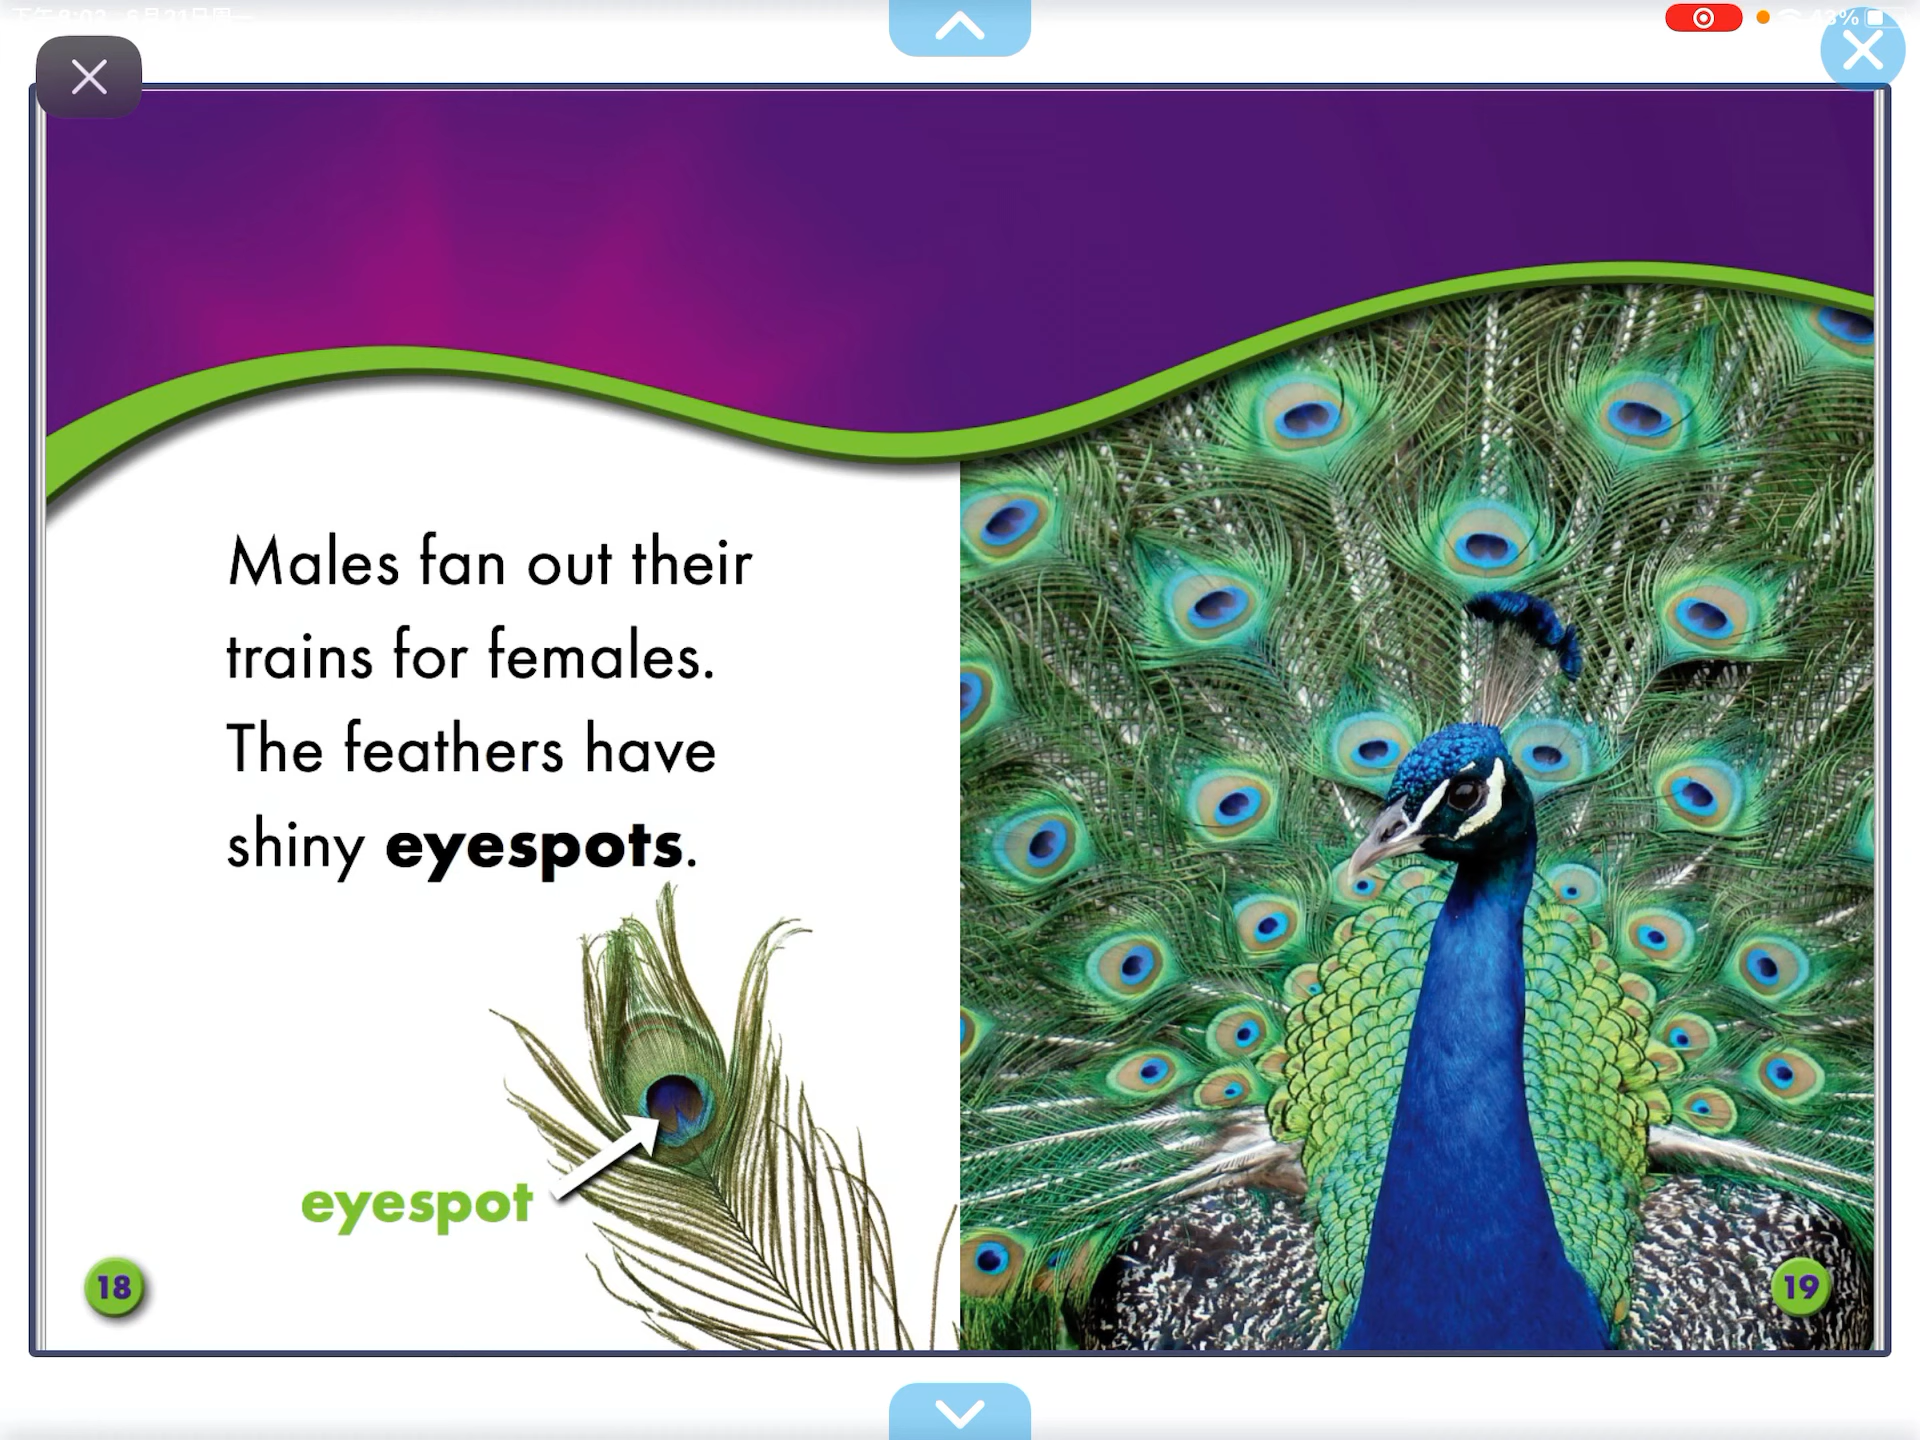 Males fan out their
trains for females.
The feathers have
shiny eyespots.
eyespot
18
19